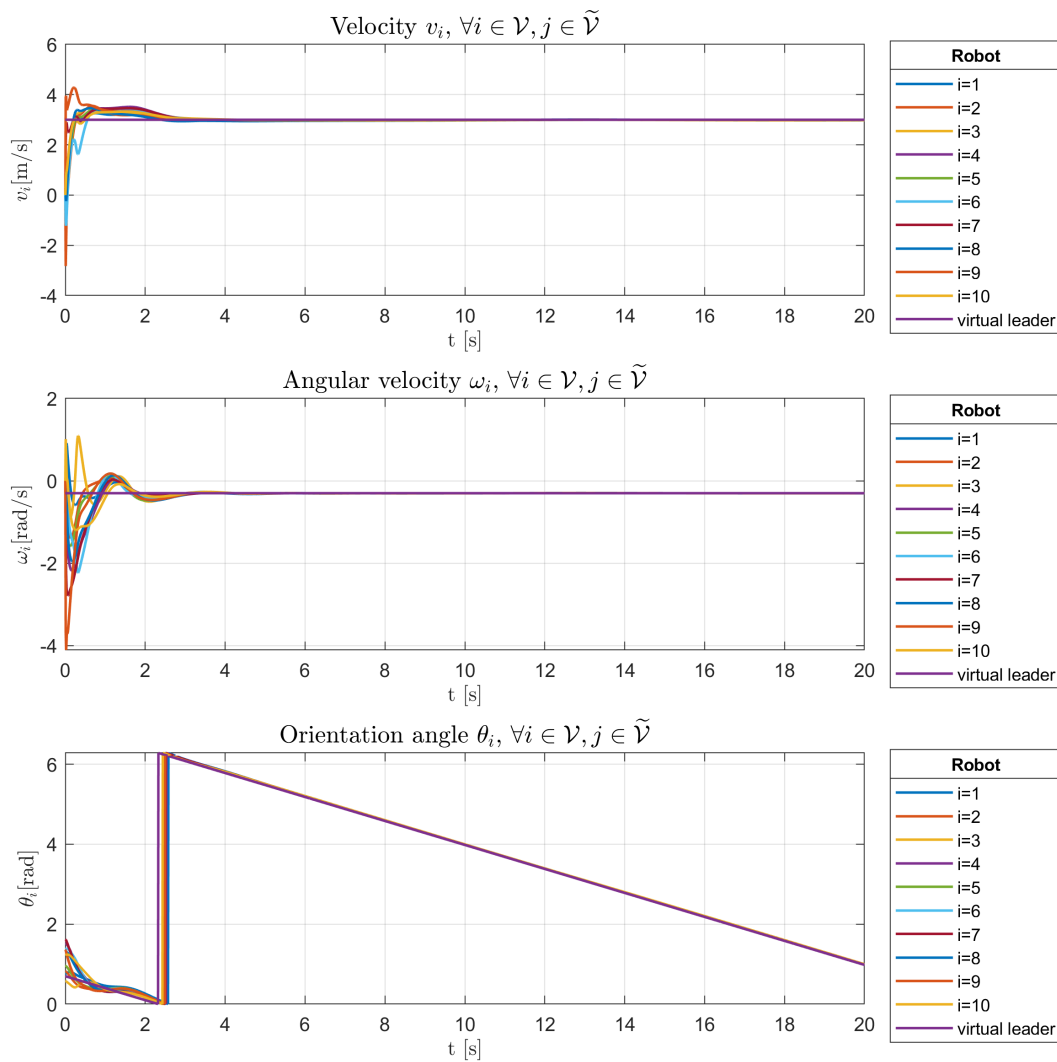 Velocity v_i, ∀i ∈ 𝒱, j ∈ 𝒱̃
6
4
2
0
-2
-4
v_i[m/s]
0 2 4 6 8 10 12 14 16 18 20
t [s]
Robot
i=1
i=2
i=3
i=4
i=5
i=6
i=7
i=8
i=9
i=10
virtual leader
Angular velocity ω_i, ∀i ∈ 𝒱, j ∈ 𝒱̃
2
0
-2
-4
ω_i[rad/s]
0 2 4 6 8 10 12 14 16 18 20
t [s]
Robot
i=1
i=2
i=3
i=4
i=5
i=6
i=7
i=8
i=9
i=10
virtual leader
Orientation angle θ_i, ∀i ∈ 𝒱, j ∈ 𝒱̃
6
4
2
0
θ_i[rad]
0 2 4 6 8 10 12 14 16 18 20
t [s]
Robot
i=1
i=2
i=3
i=4
i=5
i=6
i=7
i=8
i=9
i=10
virtual leader